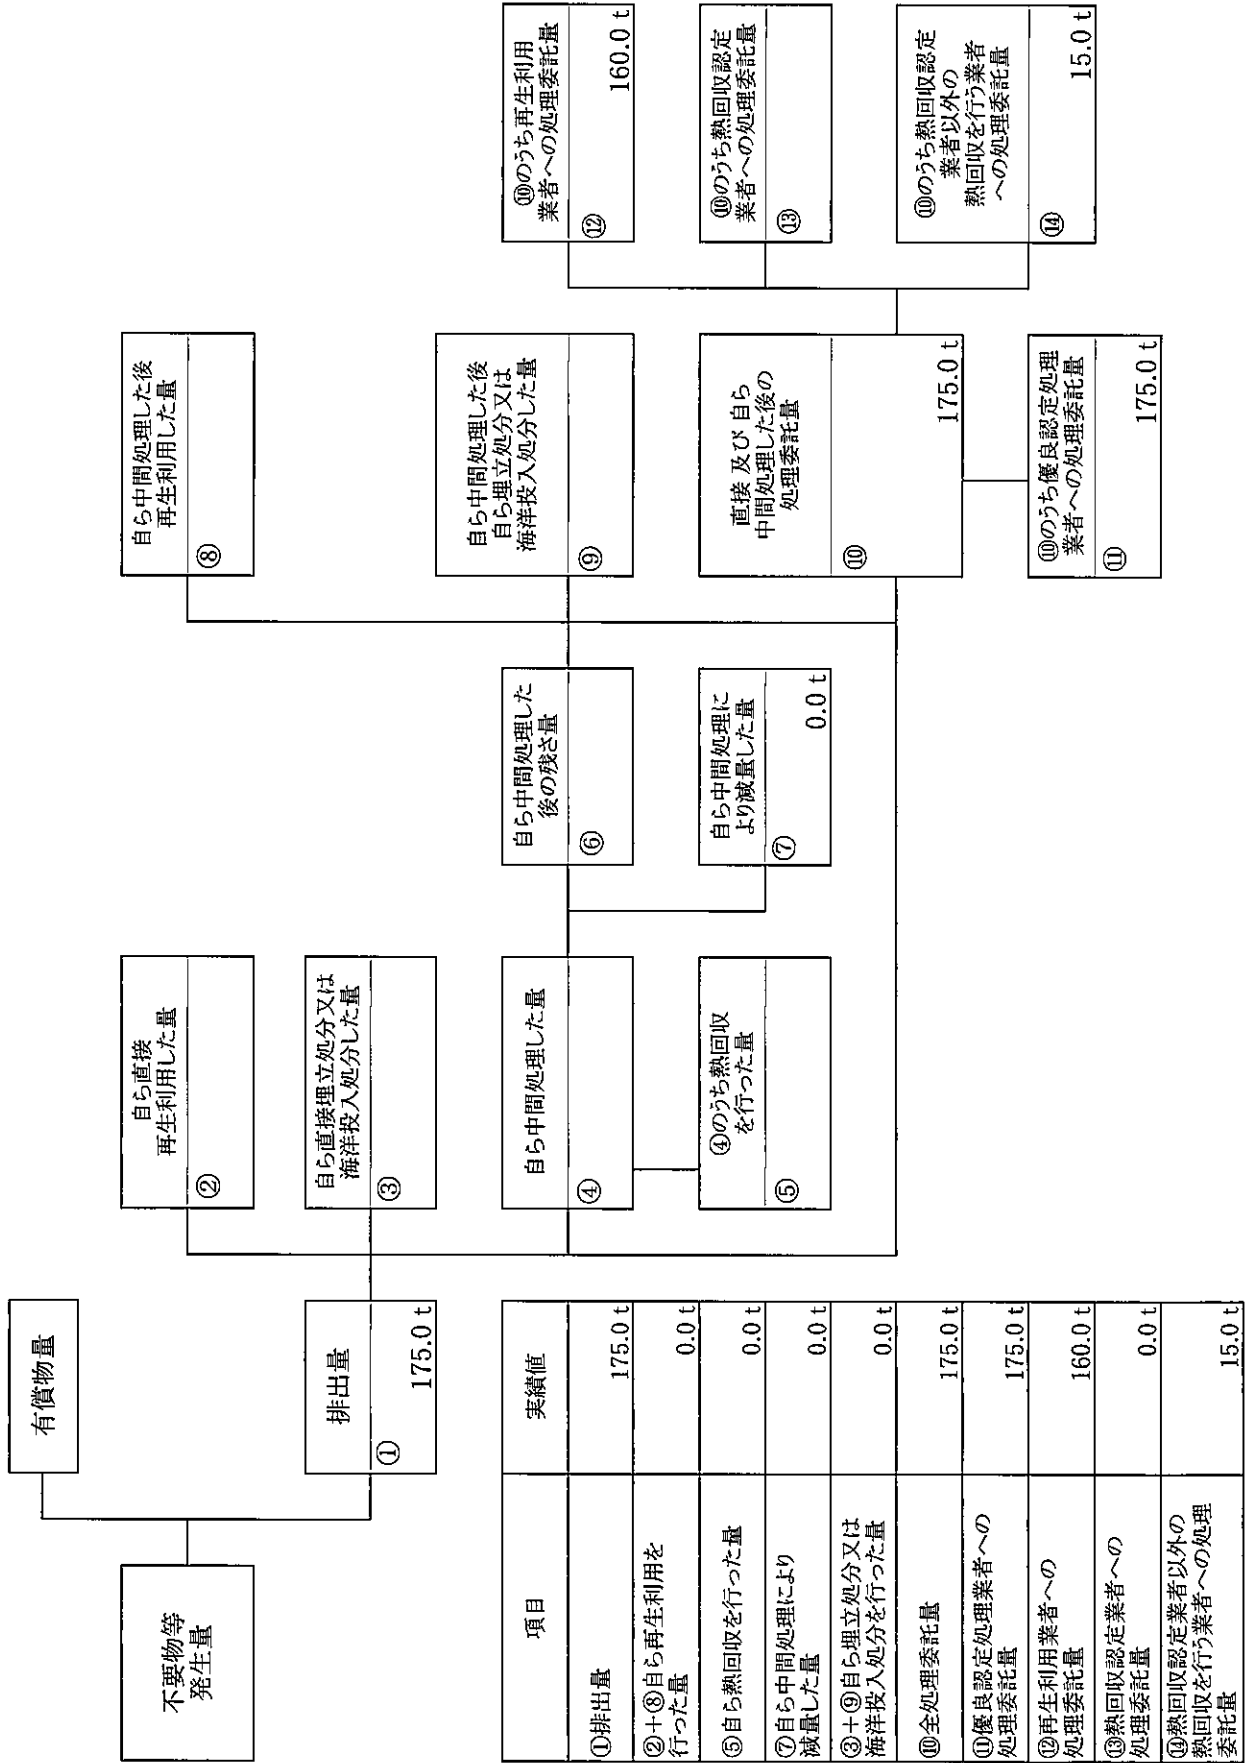 不要物等
発生量
有償物量
排出量
①
175.0 t
自ら直接
再生利用した量
②
自ら直接埋立処分又は
海洋投入処分した量
③
自ら中間処理した量
④
④のうち熱回収
を行った量
⑤
自ら中間処理した
後の残さ量
⑥
自ら中間処理に
より減量した量
⑦
0.0 t
自ら中間処理した後
再生利用した量
⑧
自ら中間処理した後
自ら埋立処分又は
海洋投入処分した量
⑨
直接及び自ら
中間処理した後の
処理委託量
⑩
175.0 t
⑩のうち優良認定処理
業者への処理委託量
⑪
175.0 t
⑩のうち再生利用
業者への処理委託量
⑫
160.0 t
⑩のうち熱回収認定
業者への処理委託量
⑬
⑩のうち熱回収認定
業者以外の
熱回収を行う業者
への処理委託量
⑭
15.0 t
項目
実績値
①排出量
175.0 t
②＋⑧自ら再生利用を
行った量
0.0 t
⑤自ら熱回収を行った量
0.0 t
⑦自ら中間処理により
減量した量
0.0 t
③＋⑨自ら埋立処分又は
海洋投入処分を行った量
0.0 t
⑩全処理委託量
175.0 t
⑪優良認定処理業者への
処理委託量
175.0 t
⑫再生利用業者への
処理委託量
160.0 t
⑬熱回収認定業者への
処理委託量
0.0 t
⑭熱回収認定業者以外の
熱回収を行う業者への処理
委託量
15.0 t